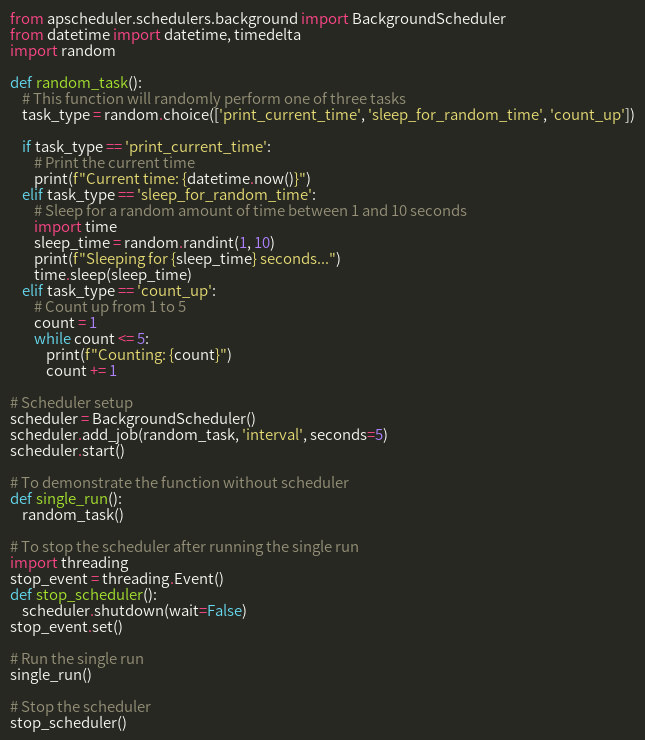 from apscheduler.schedulers.background import BackgroundScheduler
from datetime import datetime, timedelta
import random

def random_task():
    # This function will randomly perform one of three tasks
    task_type = random.choice(['print_current_time', 'sleep_for_random_time', 'count_up'])

    if task_type == 'print_current_time':
        # Print the current time
        print(f"Current time: {datetime.now()}")
    elif task_type == 'sleep_for_random_time':
        # Sleep for a random amount of time between 1 and 10 seconds
        import time
        sleep_time = random.randint(1, 10)
        print(f"Sleeping for {sleep_time} seconds...")
        time.sleep(sleep_time)
    elif task_type == 'count_up':
        # Count up from 1 to 5
        count = 1
        while count <= 5:
            print(f"Counting: {count}")
            count += 1

# Scheduler setup
scheduler = BackgroundScheduler()
scheduler.add_job(random_task, 'interval', seconds=5)
scheduler.start()

# To demonstrate the function without scheduler
def single_run():
    random_task()

# To stop the scheduler after running the single run
import threading
stop_event = threading.Event()
def stop_scheduler():
    scheduler.shutdown(wait=False)
stop_event.set()

# Run the single run
single_run()

# Stop the scheduler
stop_scheduler()